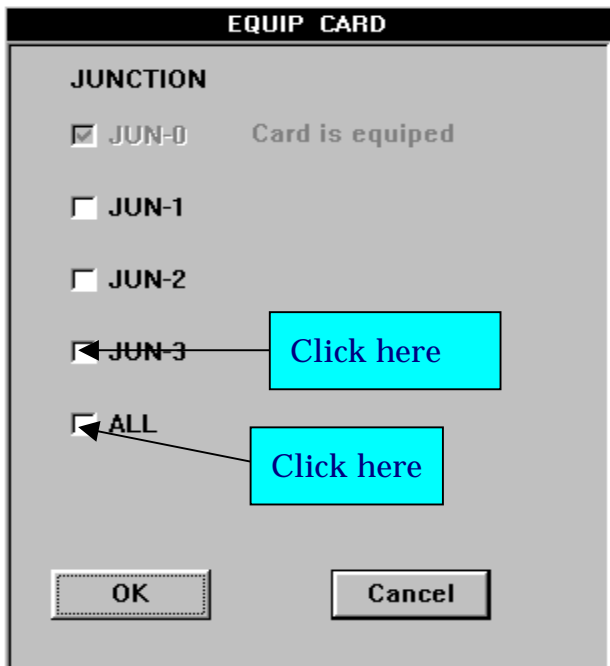 EQUIP CARD
JUNCTION
JUN-0 Card is equiped
JUN-1
JUN-2
JUN-3 Click here
ALL
Click here
OK Cancel